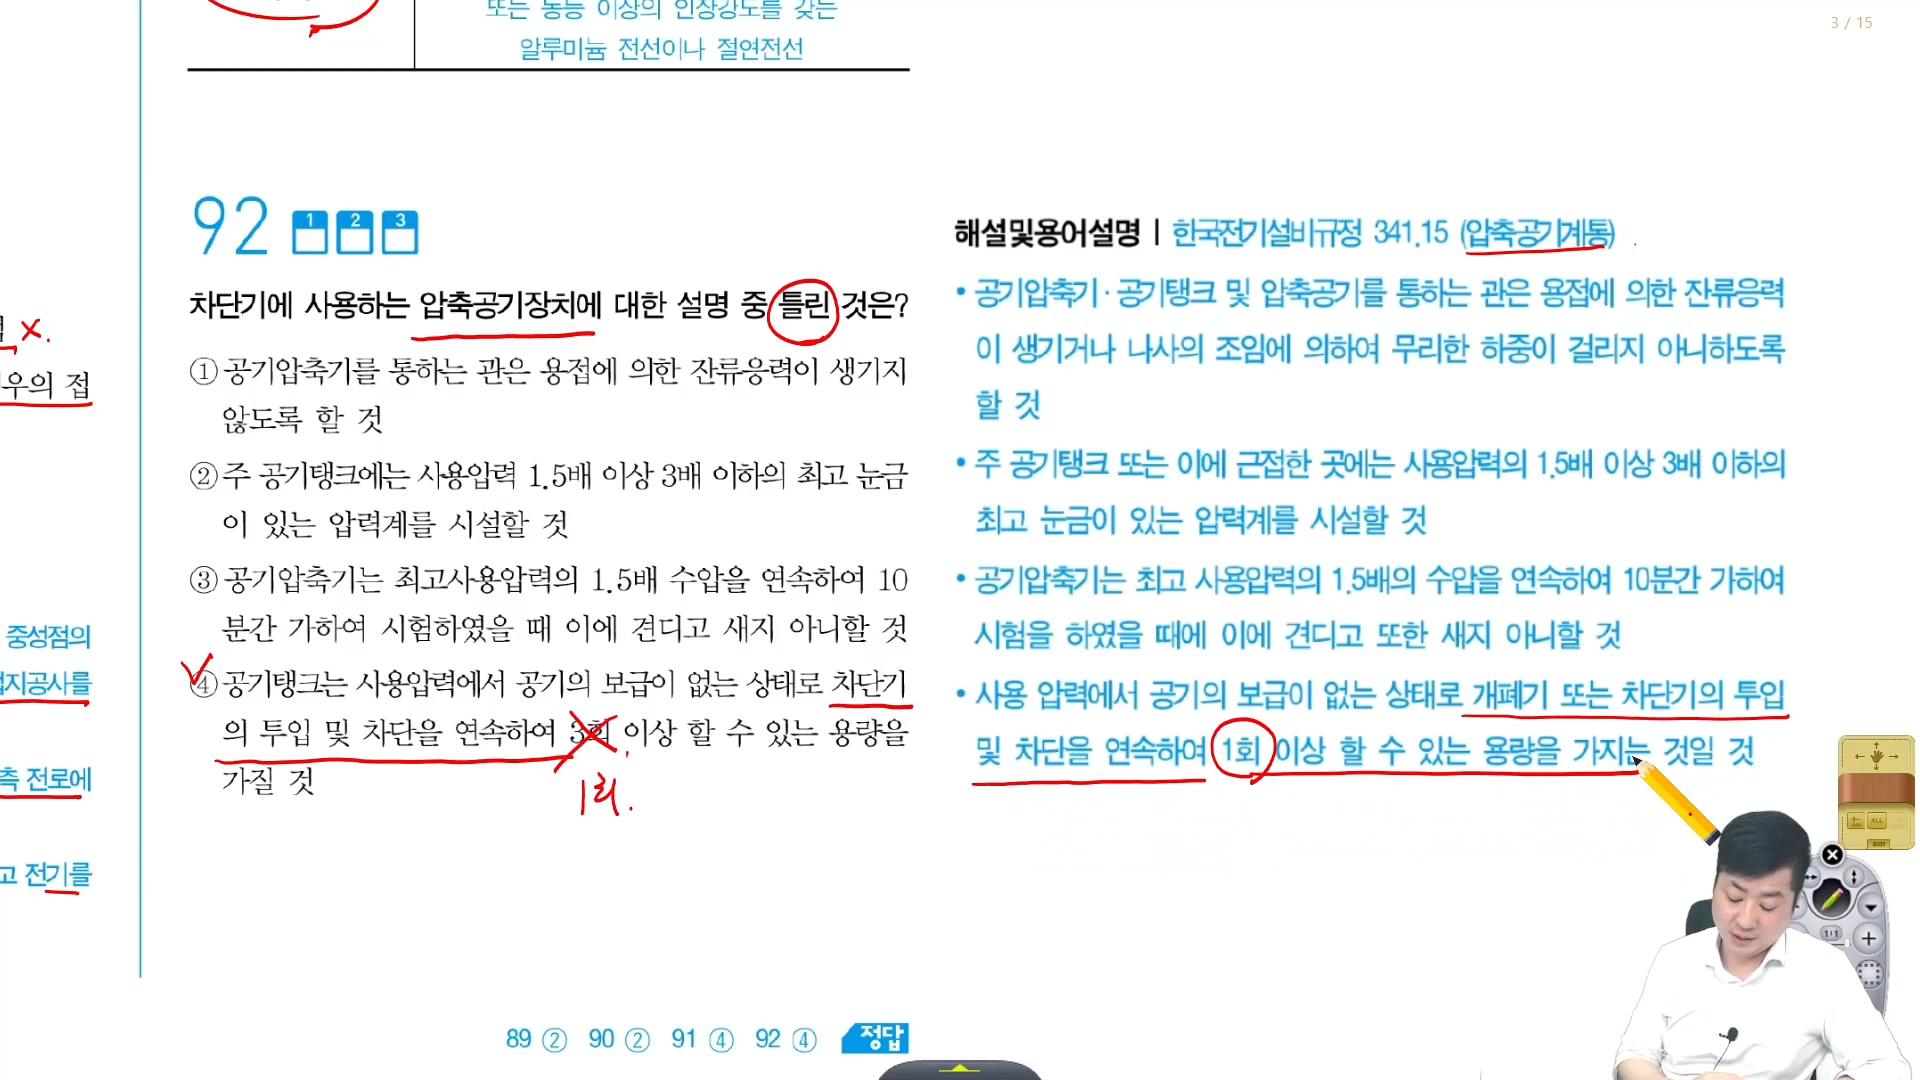 3 / 15
또는 동등 이상의 인장강도를 갖는
알루미늄 전선이나 절연전선
92
1 2 3
차단기에 사용하는 압축공기장치에 대한 설명 중 틀린 것은?
① 공기압축기를 통하는 관은 용접에 의한 잔류응력이 생기지
않도록 할 것
② 주 공기탱크에는 사용압력 1.5배 이상 3배 이하의 최고 눈금
이 있는 압력계를 시설할 것
③ 공기압축기는 최고사용압력의 1.5배 수압을 연속하여 10
분간 가하여 시험하였을 때 이에 견디고 새지 아니할 것
④ 공기탱크는 사용압력에서 공기의 보급이 없는 상태로 차단기
의 투입 및 차단을 연속하여 3회 이상 할 수 있는 용량을
1회.
가질 것
x.
우의 접
중성점의
접지공사를
측 전로에
고 전기를
해설및용어설명 | 한국전기설비규정 341.15 (압축공기계통)
• 공기압축기 · 공기탱크 및 압축공기를 통하는 관은 용접에 의한 잔류응력
이 생기거나 나사의 조임에 의하여 무리한 하중이 걸리지 아니하도록
할 것
• 주 공기탱크 또는 이에 근접한 곳에는 사용압력의 1.5배 이상 3배 이하의
최고 눈금이 있는 압력계를 시설할 것
• 공기압축기는 최고 사용압력의 1.5배의 수압을 연속하여 10분간 가하여
시험을 하였을 때에 이에 견디고 또한 새지 아니할 것
• 사용 압력에서 공기의 보급이 없는 상태로 개폐기 또는 차단기의 투입
및 차단을 연속하여 1회 이상 할 수 있는 용량을 가지는 것일 것
89 ② 90 ② 91 ④ 92 ④ 정답
ALL
EXIT
1:1